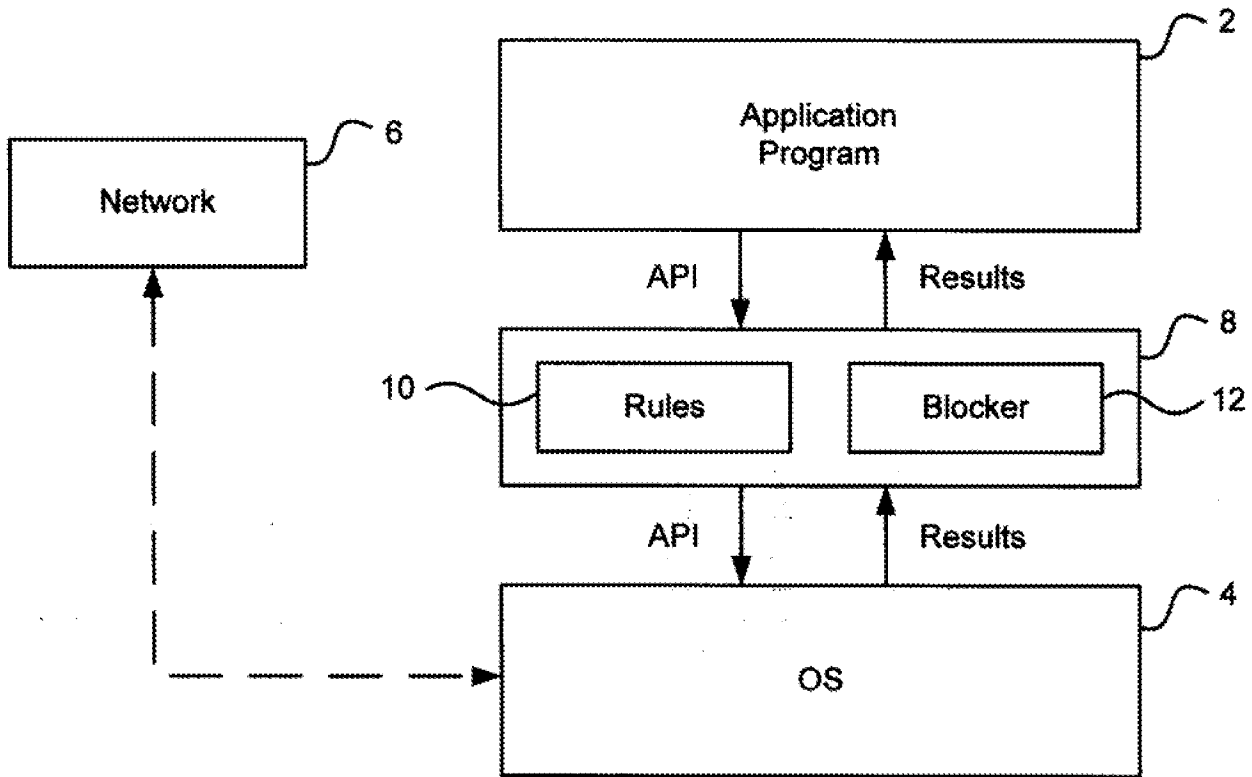 2
Application
Program
6
Network
API
Results
8
10
Rules
Blocker
12
API
Results
4
OS